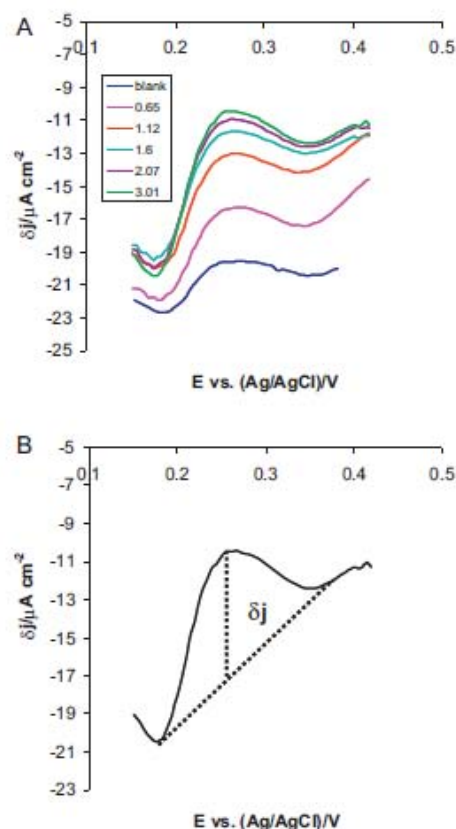 A
-5
0.1 0.2 0.3 0.4 0.5
-7
-9
-11
-13
-15
-17
-19
-21
-23
-25
blank
0.65
1.12
1.6
2.07
3.01
δj/μA cm-2
E vs. (Ag/AgCl)/V
B
-5
0.1 0.2 0.3 0.4 0.5
-7
-9
-11
-13
-15
-17
-19
-21
-23
δj
δj/μA cm-2
E vs. (Ag/AgCl)/V